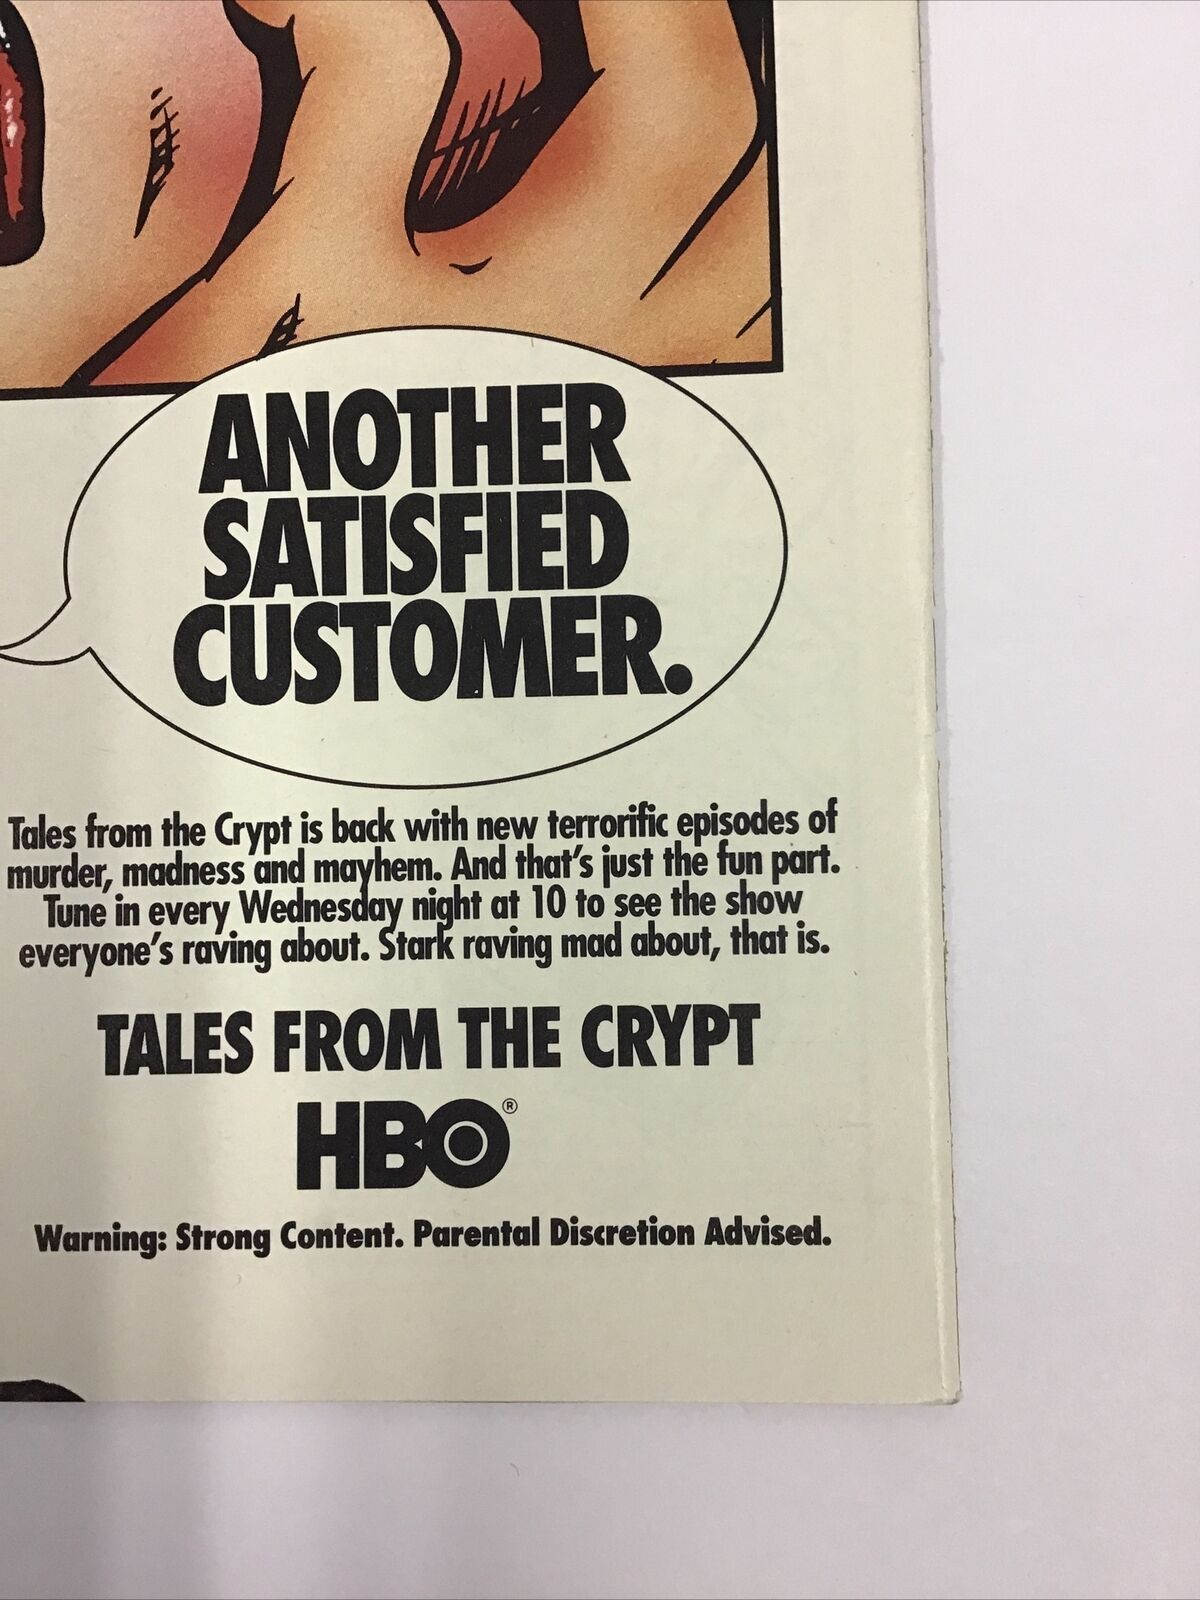 ANOTHER
SATISFIED
CUSTOMER.
Tales from the Crypt is back with new terrorific episodes of
murder, madness and mayhem. And that's just the fun part.
Tune in every Wednesday night at 10 to see the show
everyone's raving about. Stark raving mad about, that is.
TALES FROM THE CRYPT
HBO®
Warning: Strong Content. Parental Discretion Advised.